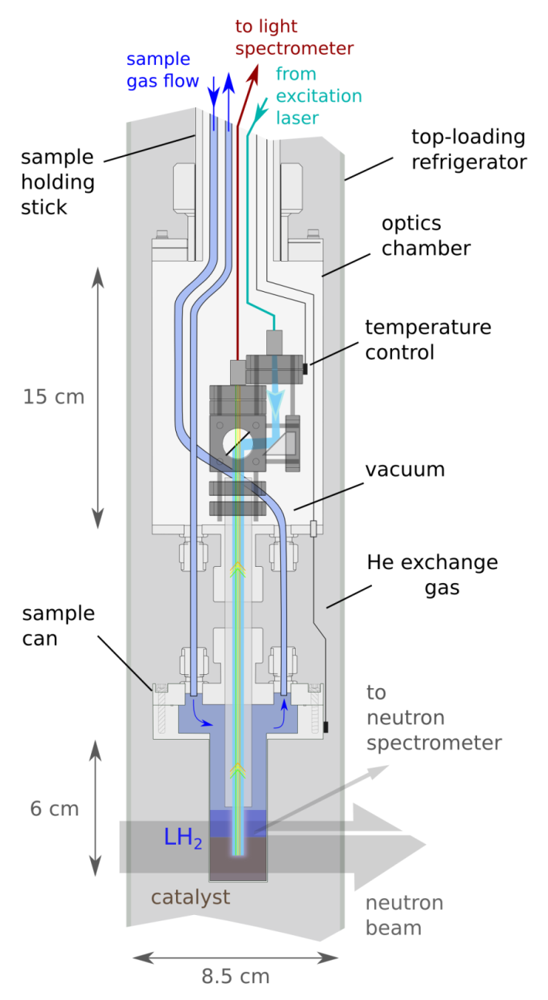 to light
spectrometer
sample
gas flow
from
excitation
laser
top-loading
refrigerator
sample
holding
stick
optics
chamber
temperature
control
15 cm
vacuum
He exchange
gas
sample
can
to
neutron
spectrometer
6 cm
LH₂
catalyst
neutron
beam
8.5 cm